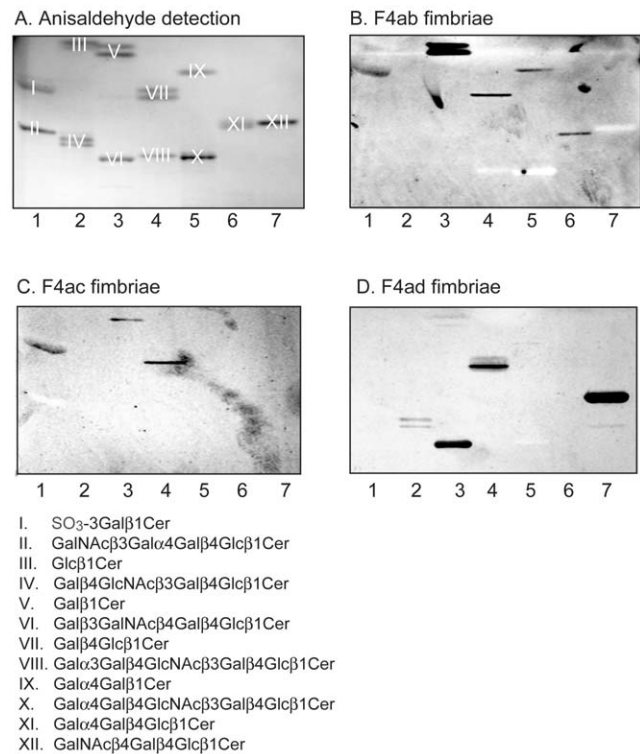 A. Anisaldehyde detection
B. F4ab fimbriae
III
V
IX
I
VII
XI
XII
II
IV
VI
VIII
X
1 2 3 4 5 6 7
1 2 3 4 5 6 7
C. F4ac fimbriae
D. F4ad fimbriae
1 2 3 4 5 6 7
1 2 3 4 5 6 7
I. SO₃-3Galβ1Cer
II. GalNAcβ3Galα4Galβ4Glcβ1Cer
III. Glcβ1Cer
IV. Galβ4GlcNAcβ3Galβ4Glcβ1Cer
V. Galβ1Cer
VI. Galβ3GalNAcβ4Galβ4Glcβ1Cer
VII. Galβ4Glcβ1Cer
VIII. Galα3Galβ4GlcNAcβ3Galβ4Glcβ1Cer
IX. Galα4Galβ1Cer
X. Galα4Galβ4GlcNAcβ3Galβ4Glcβ1Cer
XI. Galα4Galβ4Glcβ1Cer
XII. GalNAcβ4Galβ4Glcβ1Cer